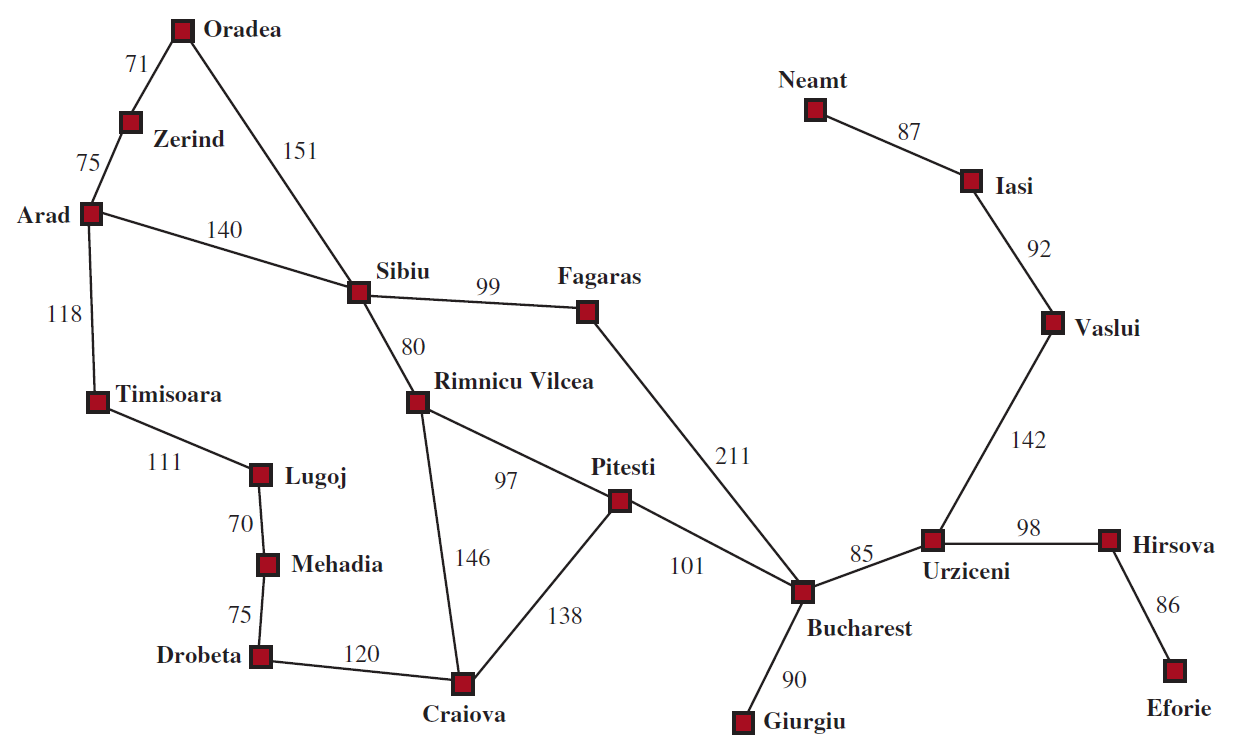 Oradea
71
Neamt
87
Zerind
151
75
Iasi
Arad
140
92
Sibiu
Fagaras
99
118
Vaslui
80
Rimnicu Vilcea
Timisoara
142
111
211
Lugoj
97
Pitesti
70
98
Hirsova
146
101
85
Urziceni
Mehadia
86
75
138
Bucharest
Drobeta
120
90
Craiova
Giurgiu
Eforie